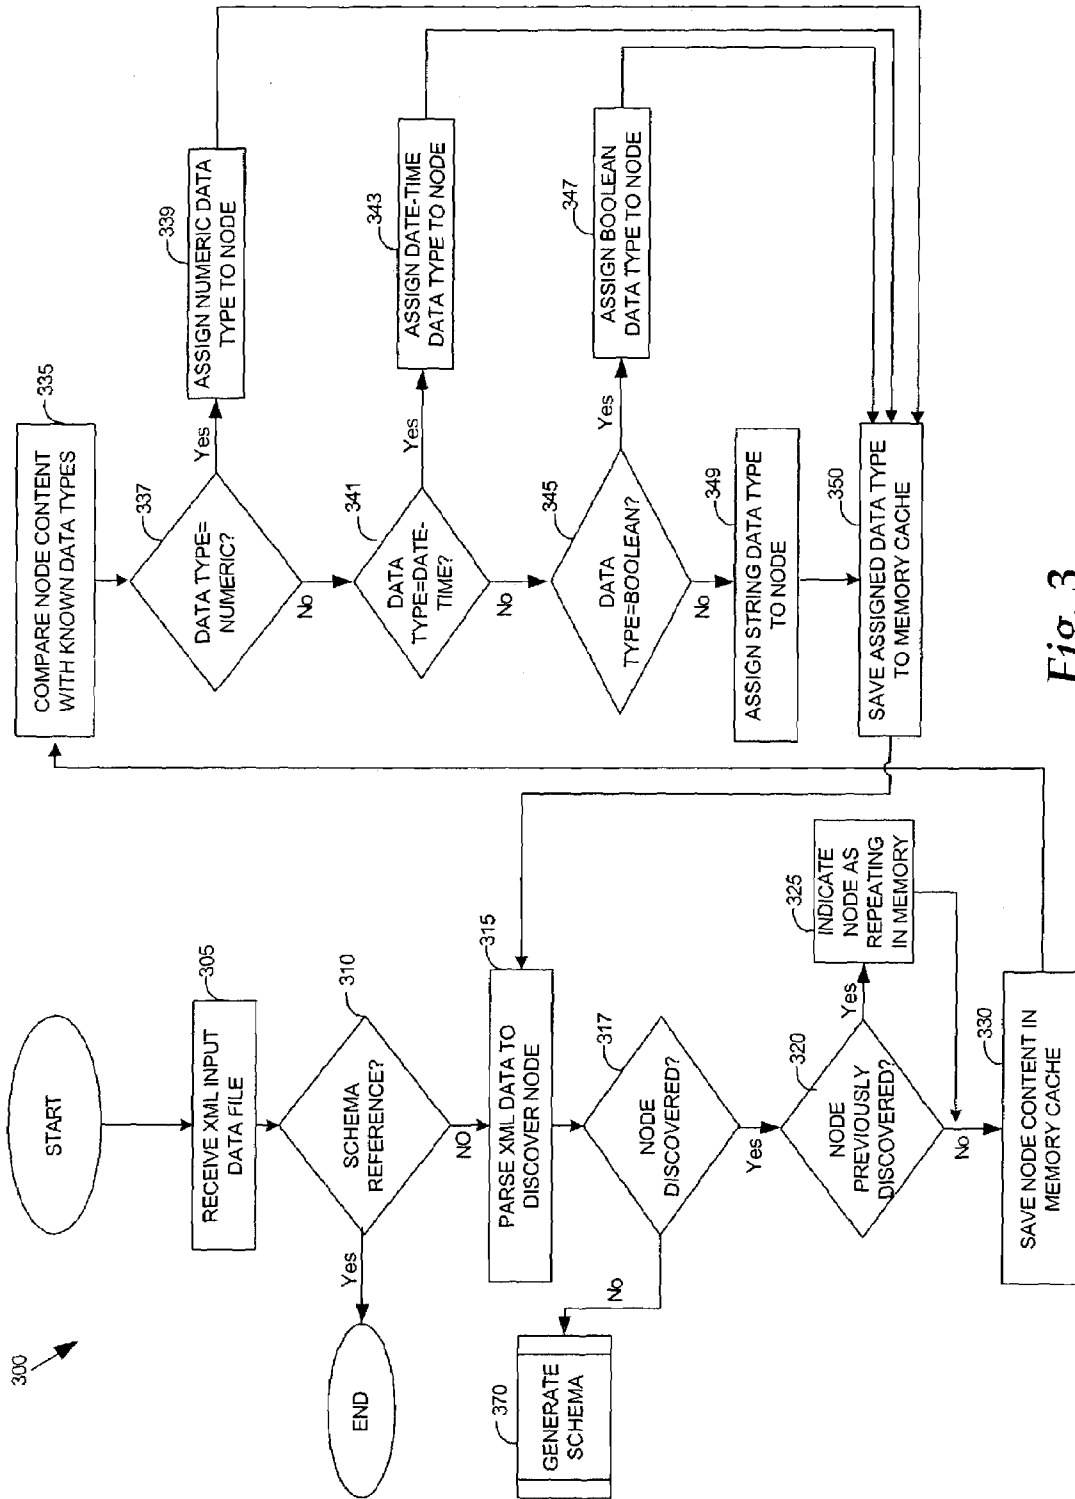 300
START
305
RECEIVE XML INPUT
DATA FILE
310
SCHEMA
REFERENCE?
Yes
END
NO
315
PARSE XML DATA TO
DISCOVER NODE
317
NODE
DISCOVERED?
No
370
GENERATE
SCHEMA
Yes
320
NODE
PREVIOUSLY
DISCOVERED?
Yes
325
INDICATE
NODE AS
REPEATING
IN MEMORY
No
330
SAVE NODE CONTENT IN
MEMORY CACHE
335
COMPARE NODE CONTENT
WITH KNOWN DATA TYPES
337
DATA TYPE=
NUMERIC?
Yes
339
ASSIGN NUMERIC DATA
TYPE TO NODE
No
341
DATA
TYPE=DATE-
TIME?
Yes
343
ASSIGN DATE-TIME
DATA TYPE TO NODE
No
345
DATA
TYPE=BOOLEAN?
Yes
347
ASSIGN BOOLEAN
DATA TYPE TO NODE
No
349
ASSIGN STRING DATA TYPE
TO NODE
350
SAVE ASSIGNED DATA TYPE
TO MEMORY CACHE
Fig. 3